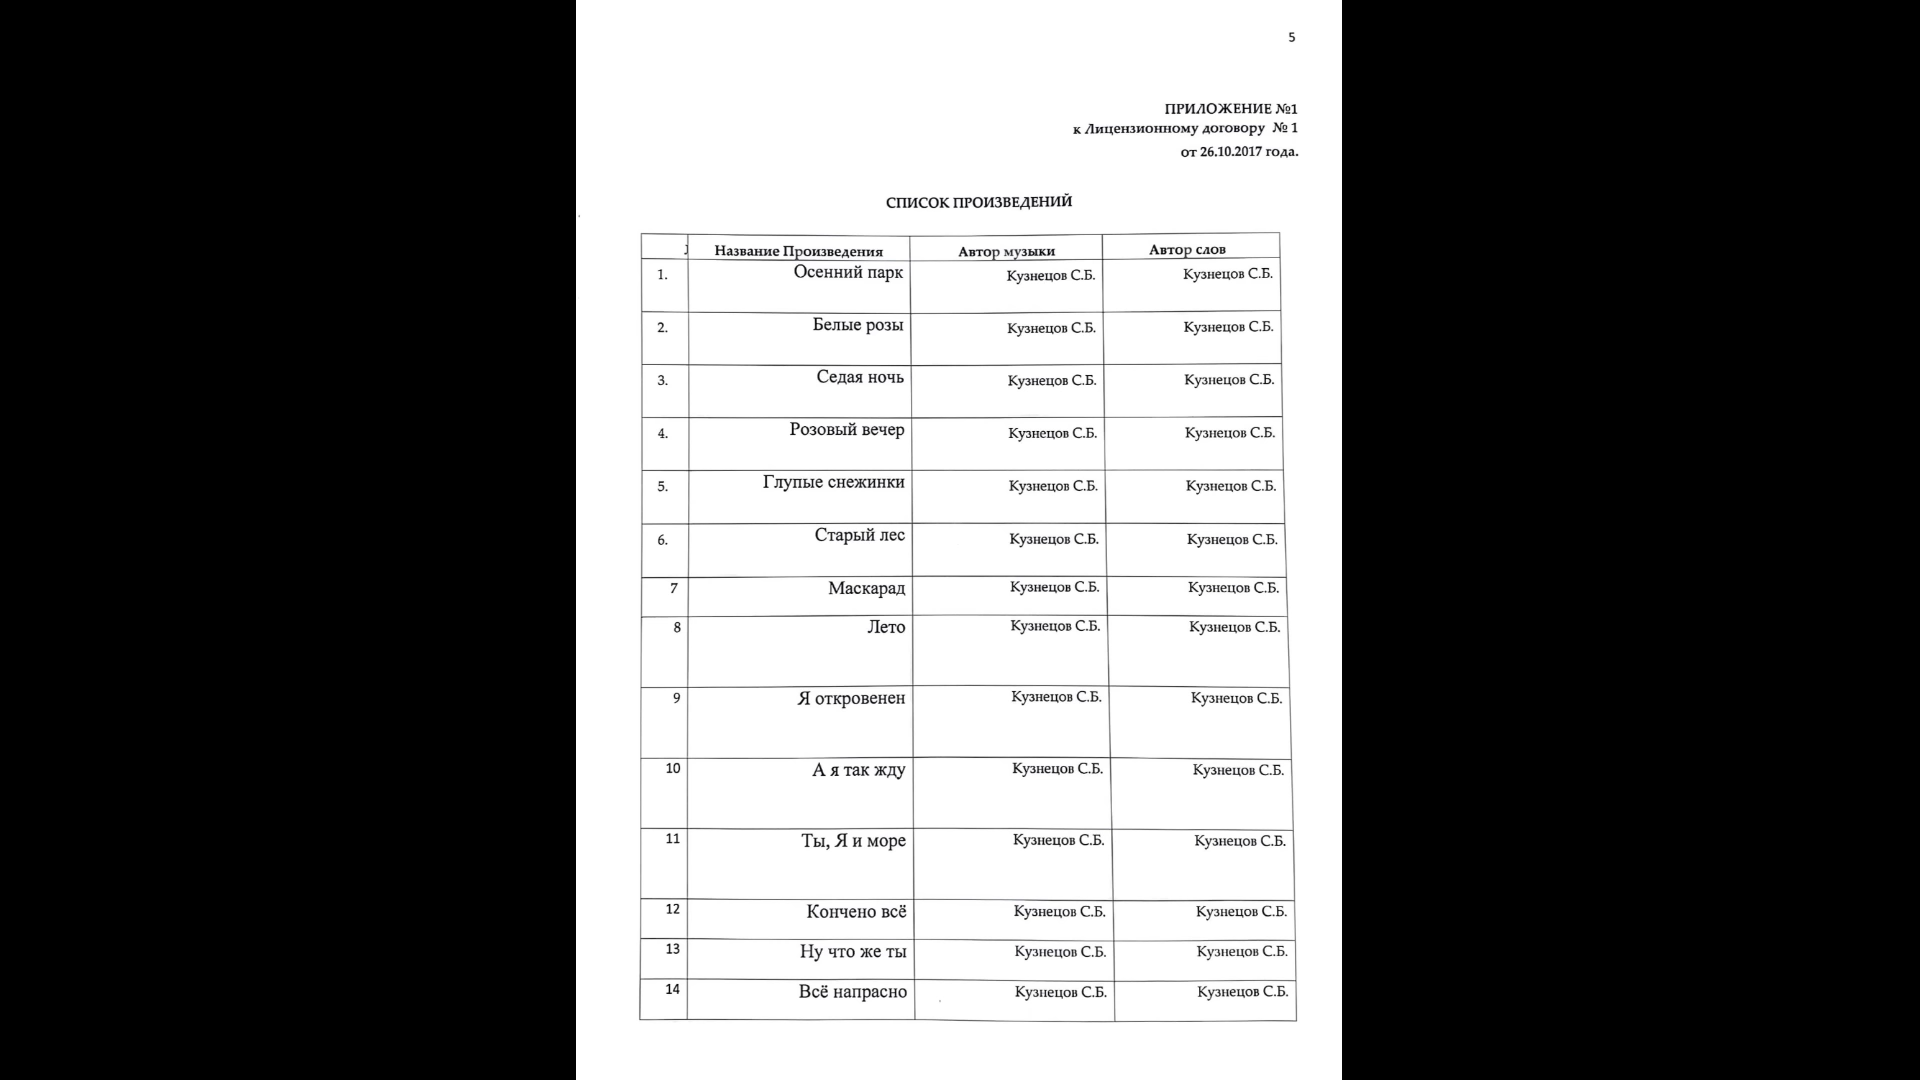 5
ПРИЛОЖЕНИЕ №1
к Лицензионному договору № 1
от 26.10.2017 года.
СПИСОК ПРОИЗВЕДЕНИЙ
Название Произведения Автор музыки Автор слов
1. Осенний парк Кузнецов С.Б. Кузнецов С.Б.
2. Белые розы Кузнецов С.Б. Кузнецов С.Б.
3. Седая ночь Кузнецов С.Б. Кузнецов С.Б.
4. Розовый вечер Кузнецов С.Б. Кузнецов С.Б.
5. Глупые снежинки Кузнецов С.Б. Кузнецов С.Б.
6. Старый лес Кузнецов С.Б. Кузнецов С.Б.
7 Маскарад Кузнецов С.Б. Кузнецов С.Б.
8 Лето Кузнецов С.Б. Кузнецов С.Б.
9 Я откровенен Кузнецов С.Б. Кузнецов С.Б.
10 А я так жду Кузнецов С.Б. Кузнецов С.Б.
11 Ты, Я и море Кузнецов С.Б. Кузнецов С.Б.
12 Кончено всё Кузнецов С.Б. Кузнецов С.Б.
13 Ну что же ты Кузнецов С.Б. Кузнецов С.Б.
14 Всё напрасно Кузнецов С.Б. Кузнецов С.Б.